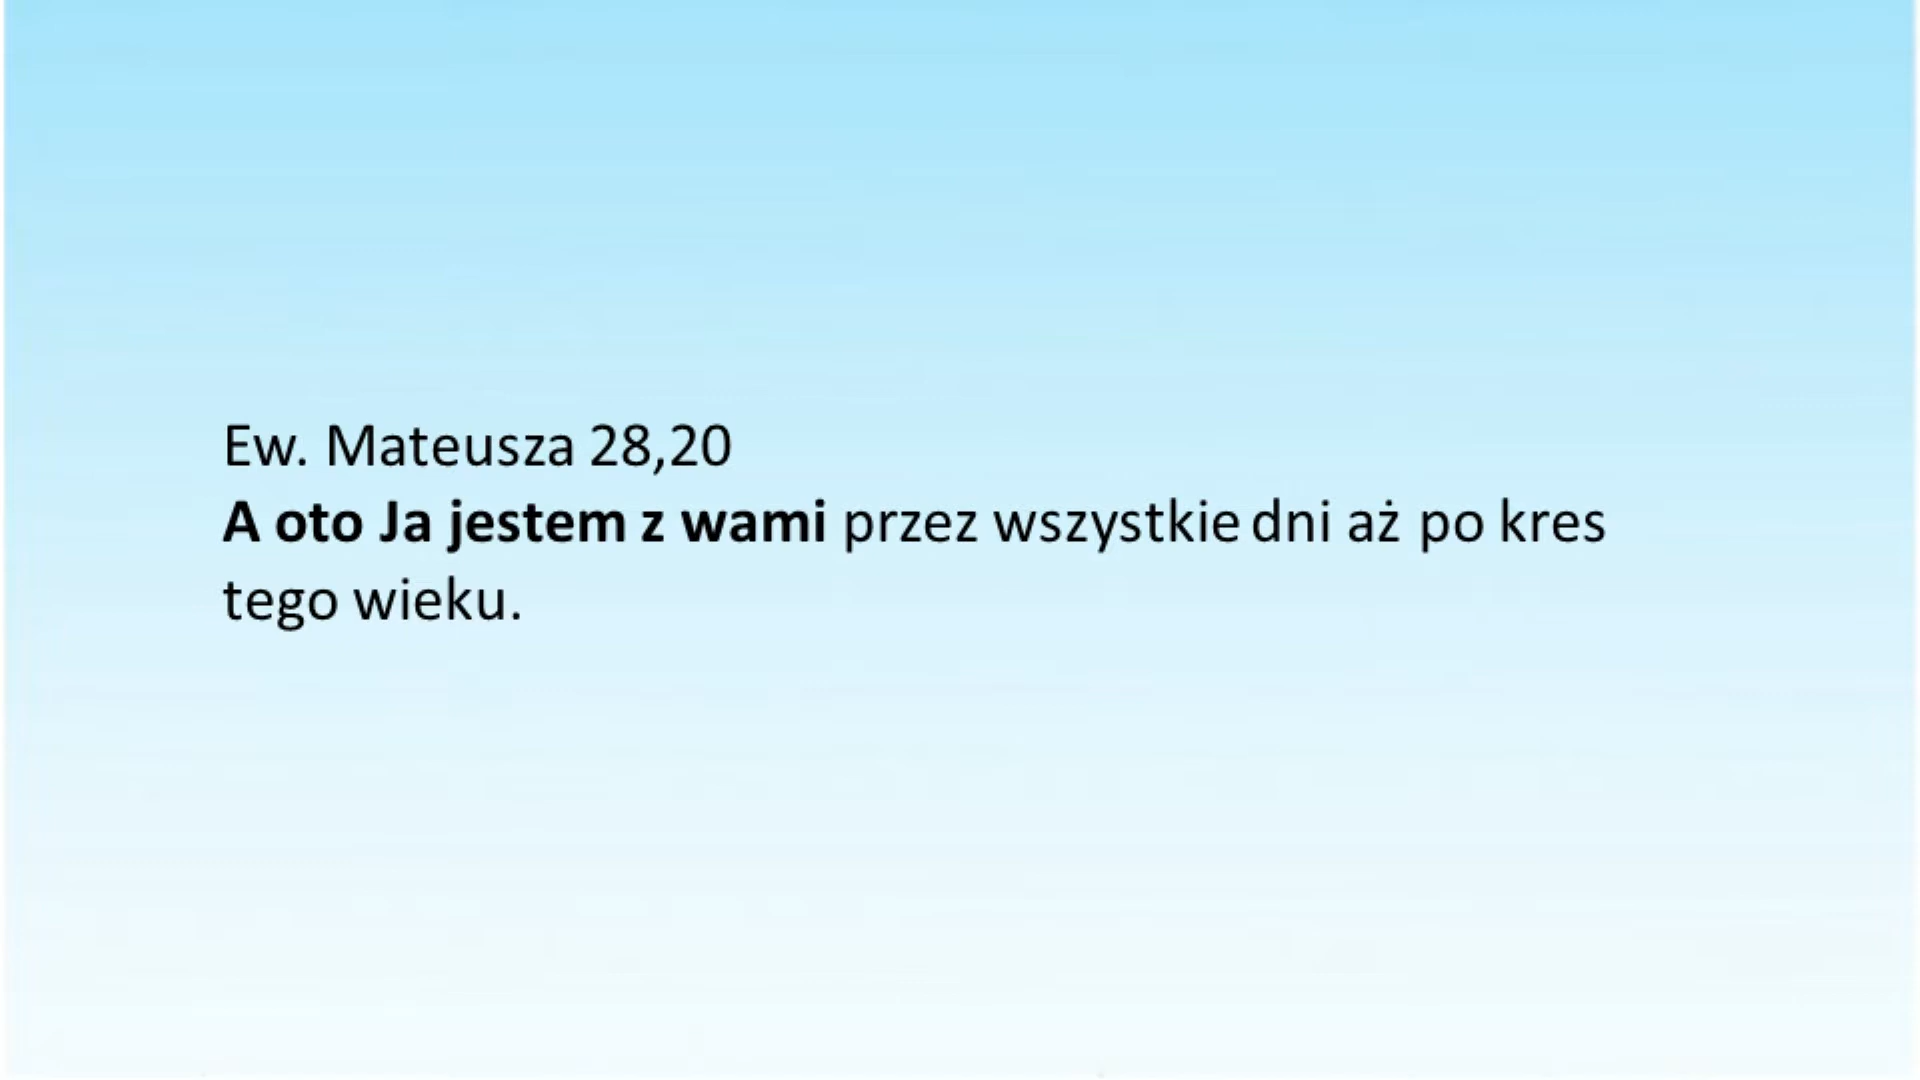 Ew. Mateusza 28,20
A oto Ja jestem z wami przez wszystkie dni aż po kres
tego wieku.